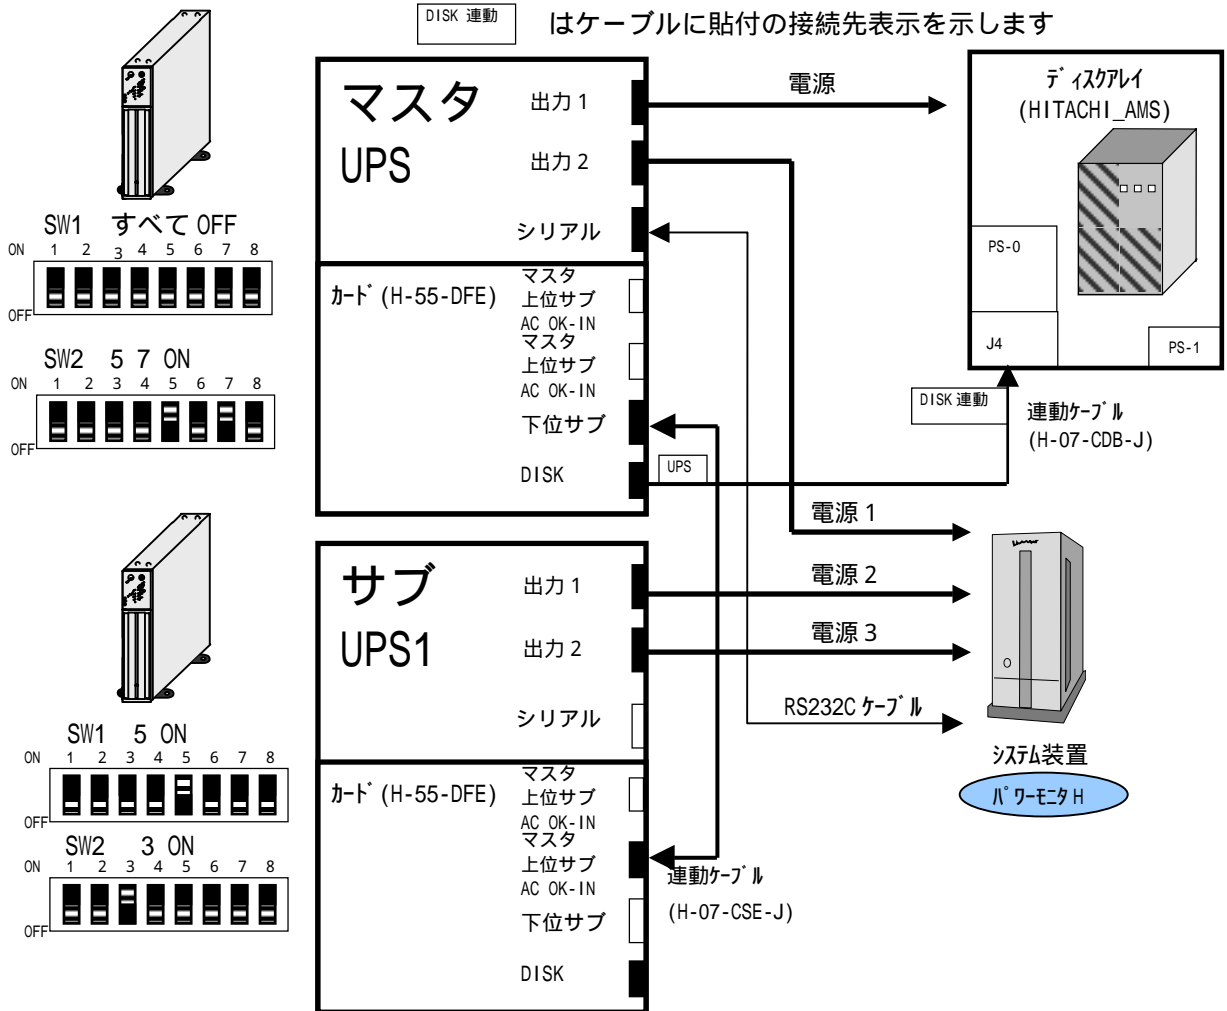 DISK 連動
はケーブルに貼付の接続先表示を示します
マスタ
UPS
出力 1
出力 2
シリアル
カード (H-55-DFE)
マスタ
上位サブ
AC OK-IN
マスタ
上位サブ
AC OK-IN
下位サブ
DISK
電源
ディスクアレイ
(HITACHI_AMS)
PS-0
J4
PS-1
DISK 連動
連動ケーブル
(H-07-CDB-J)
UPS
SW1 すべて OFF
ON 1 2 3 4 5 6 7 8
OFF
SW2 5 7 ON
ON 1 2 3 4 5 6 7 8
OFF
サブ
UPS1
出力 1
出力 2
シリアル
カード (H-55-DFE)
マスタ
上位サブ
AC OK-IN
マスタ
上位サブ
AC OK-IN
下位サブ
DISK
電源 1
電源 2
電源 3
RS232C ケーブル
システム装置
パワーモニタ H
連動ケーブル
(H-07-CSE-J)
SW1 5 ON
ON 1 2 3 4 5 6 7 8
OFF
SW2 3 ON
ON 1 2 3 4 5 6 7 8
OFF